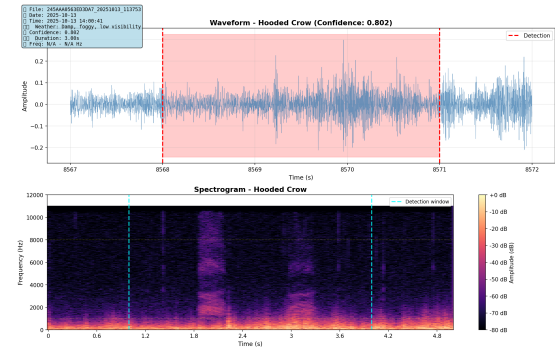 File: 245AAA0563ED3DA7_20251013_113753
Date: 2025-10-13
Time: 2025-10-13 14:00:41
Weather: Damp, foggy, low visibility
Confidence: 0.802
Duration: 3.00s
Freq: N/A - N/A Hz
Waveform - Hooded Crow (Confidence: 0.802)
Detection
Amplitude
0.2
0.1
0.0
−0.1
−0.2
8567 8568 8569 8570 8571 8572
Time (s)
Spectrogram - Hooded Crow
Detection window
Frequency (Hz)
12000
10000
8000
6000
4000
2000
0
0 0.6 1.2 1.8 2.4 3 3.6 4.2 4.8
Time (s)
+0 dB
-10 dB
-20 dB
-30 dB
-40 dB
-50 dB
-60 dB
-70 dB
-80 dB
Amplitude (dB)